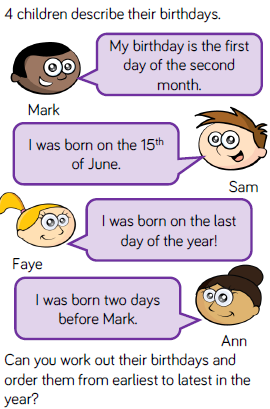 4 children describe their birthdays.
My birthday is the first
day of the second
month.
Mark
I was born on the 15th
of June.
Sam
I was born on the last
day of the year!
Faye
I was born two days
before Mark.
Ann
Can you work out their birthdays and
order them from earliest to latest in the
year?